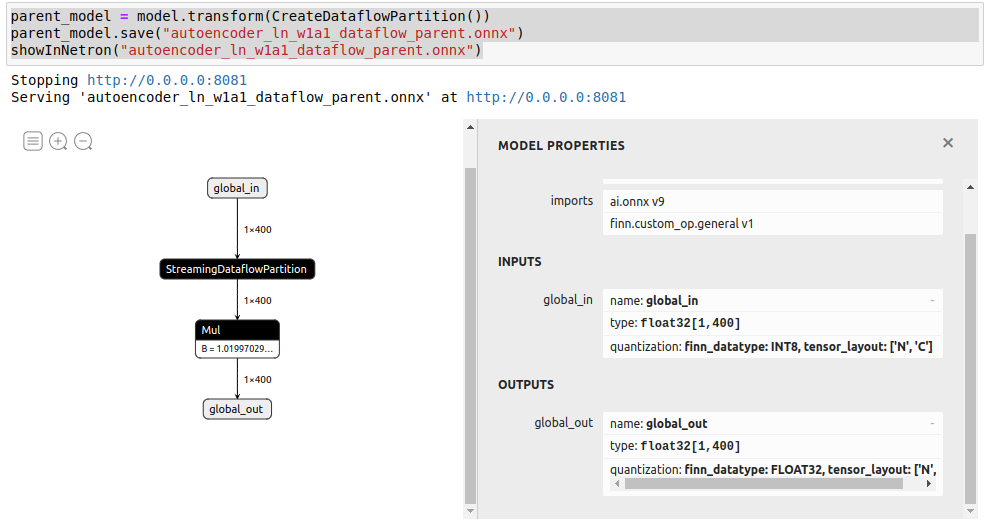 parent_model = model.transform(CreateDataflowPartition())
parent_model.save("autoencoder_ln_w1a1_dataflow_parent.onnx")
showInNetron("autoencoder_ln_w1a1_dataflow_parent.onnx")
Stopping http://0.0.0.0:8081
Serving 'autoencoder_ln_w1a1_dataflow_parent.onnx' at http://0.0.0.0:8081
global_in
1×400
StreamingDataflowPartition
1×400
Mul
B = 1.01997029...
1×400
global_out
MODEL PROPERTIES
imports
ai.onnx v9
finn.custom_op.general v1
INPUTS
global_in
name: global_in
type: float32[1,400]
quantization: finn_datatype: INT8, tensor_layout: ['N', 'C']
OUTPUTS
global_out
name: global_out
type: float32[1,400]
quantization: finn_datatype: FLOAT32, tensor_layout: ['N',